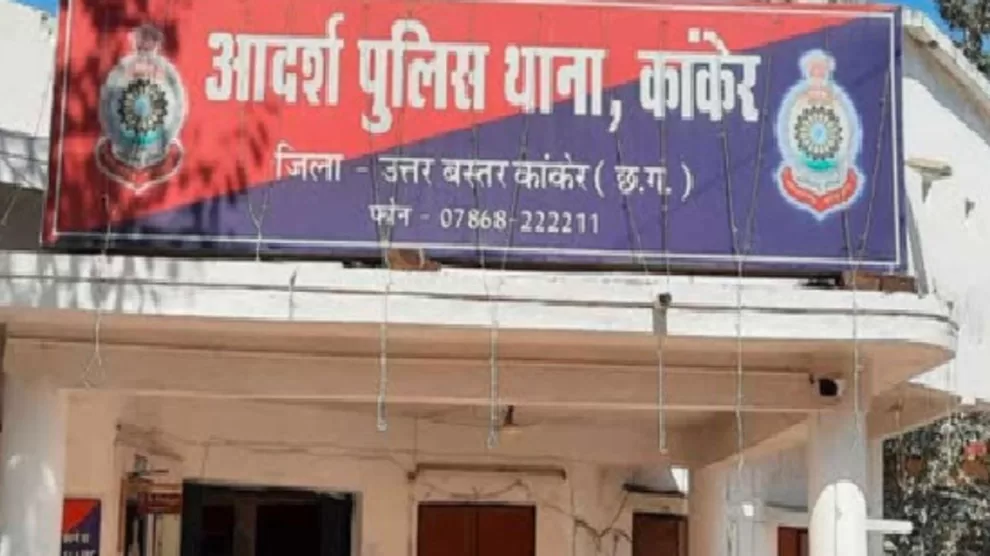 आदर्श पुलिस थाना, कांकेर
जिला - उत्तर बस्तर कांकेर ( छ.ग. )
फोन - 07868-222211